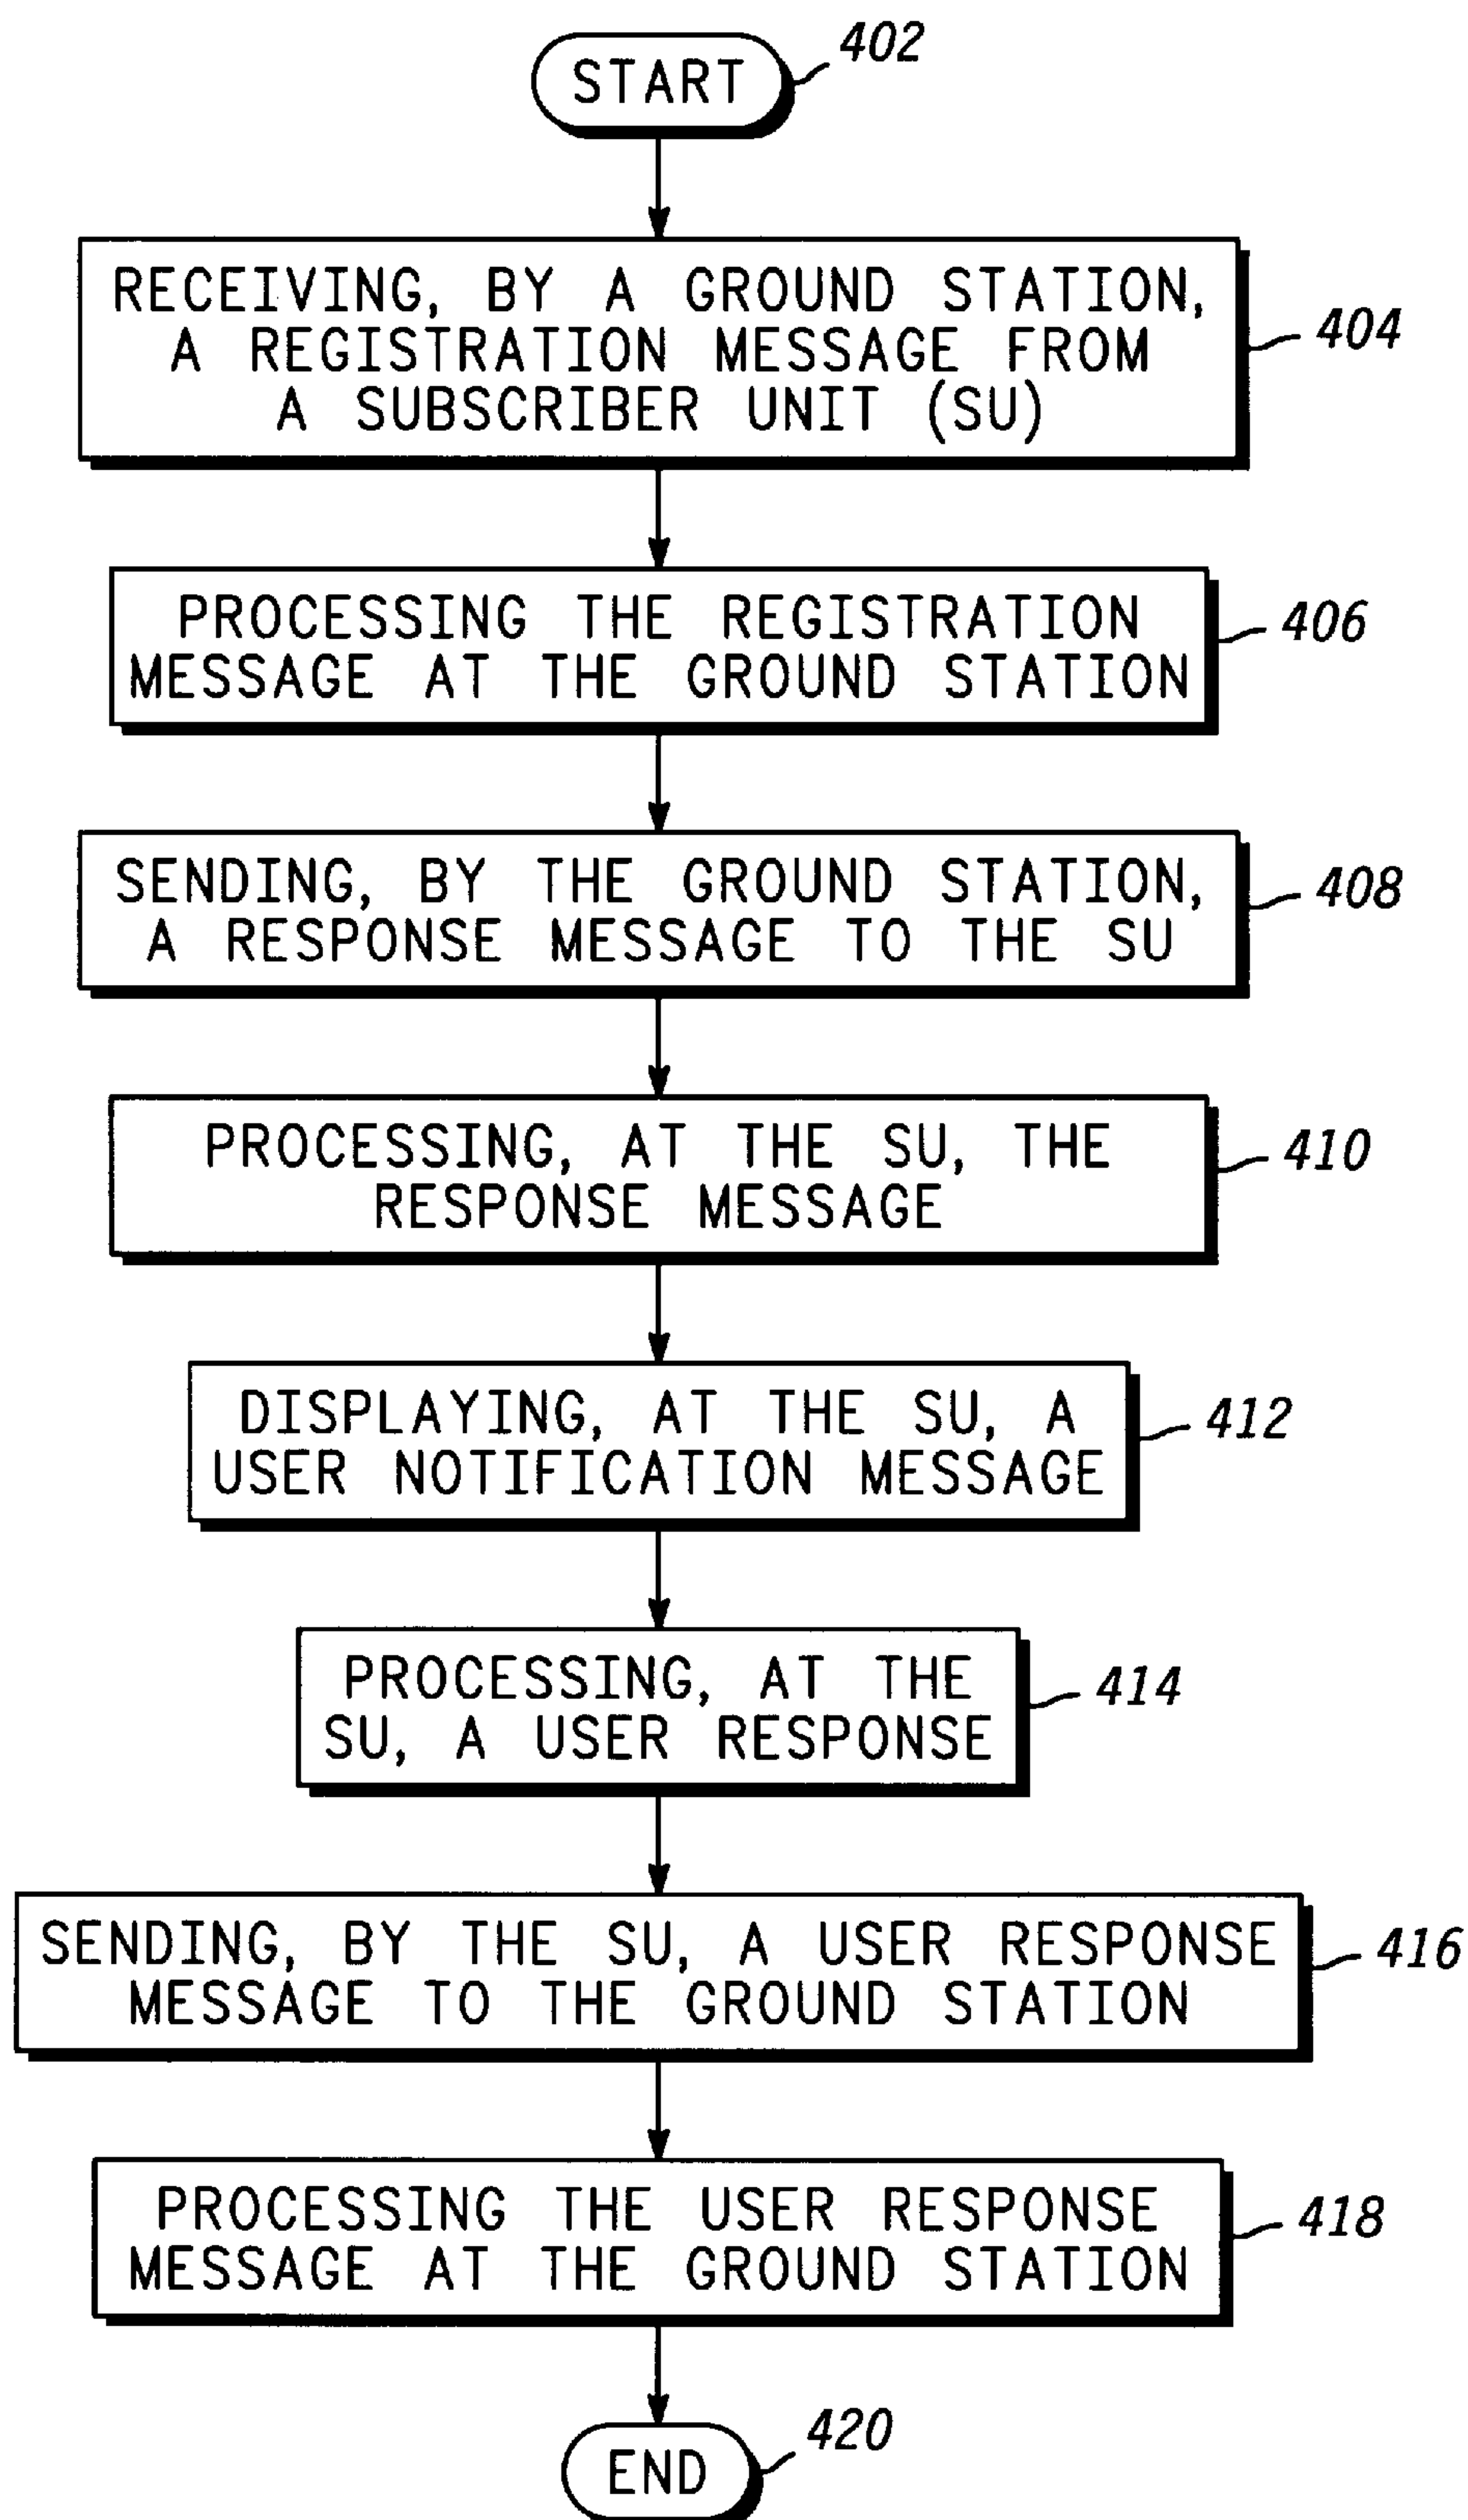 START
402
RECEIVING, BY A GROUND STATION,
A REGISTRATION MESSAGE FROM
A SUBSCRIBER UNIT (SU)
404
PROCESSING THE REGISTRATION
MESSAGE AT THE GROUND STATION
406
SENDING, BY THE GROUND STATION,
A RESPONSE MESSAGE TO THE SU
408
PROCESSING, AT THE SU, THE
RESPONSE MESSAGE
410
DISPLAYING, AT THE SU, A
USER NOTIFICATION MESSAGE
412
PROCESSING, AT THE
SU, A USER RESPONSE
414
SENDING, BY THE SU, A USER RESPONSE
MESSAGE TO THE GROUND STATION
416
PROCESSING THE USER RESPONSE
MESSAGE AT THE GROUND STATION
418
END
420